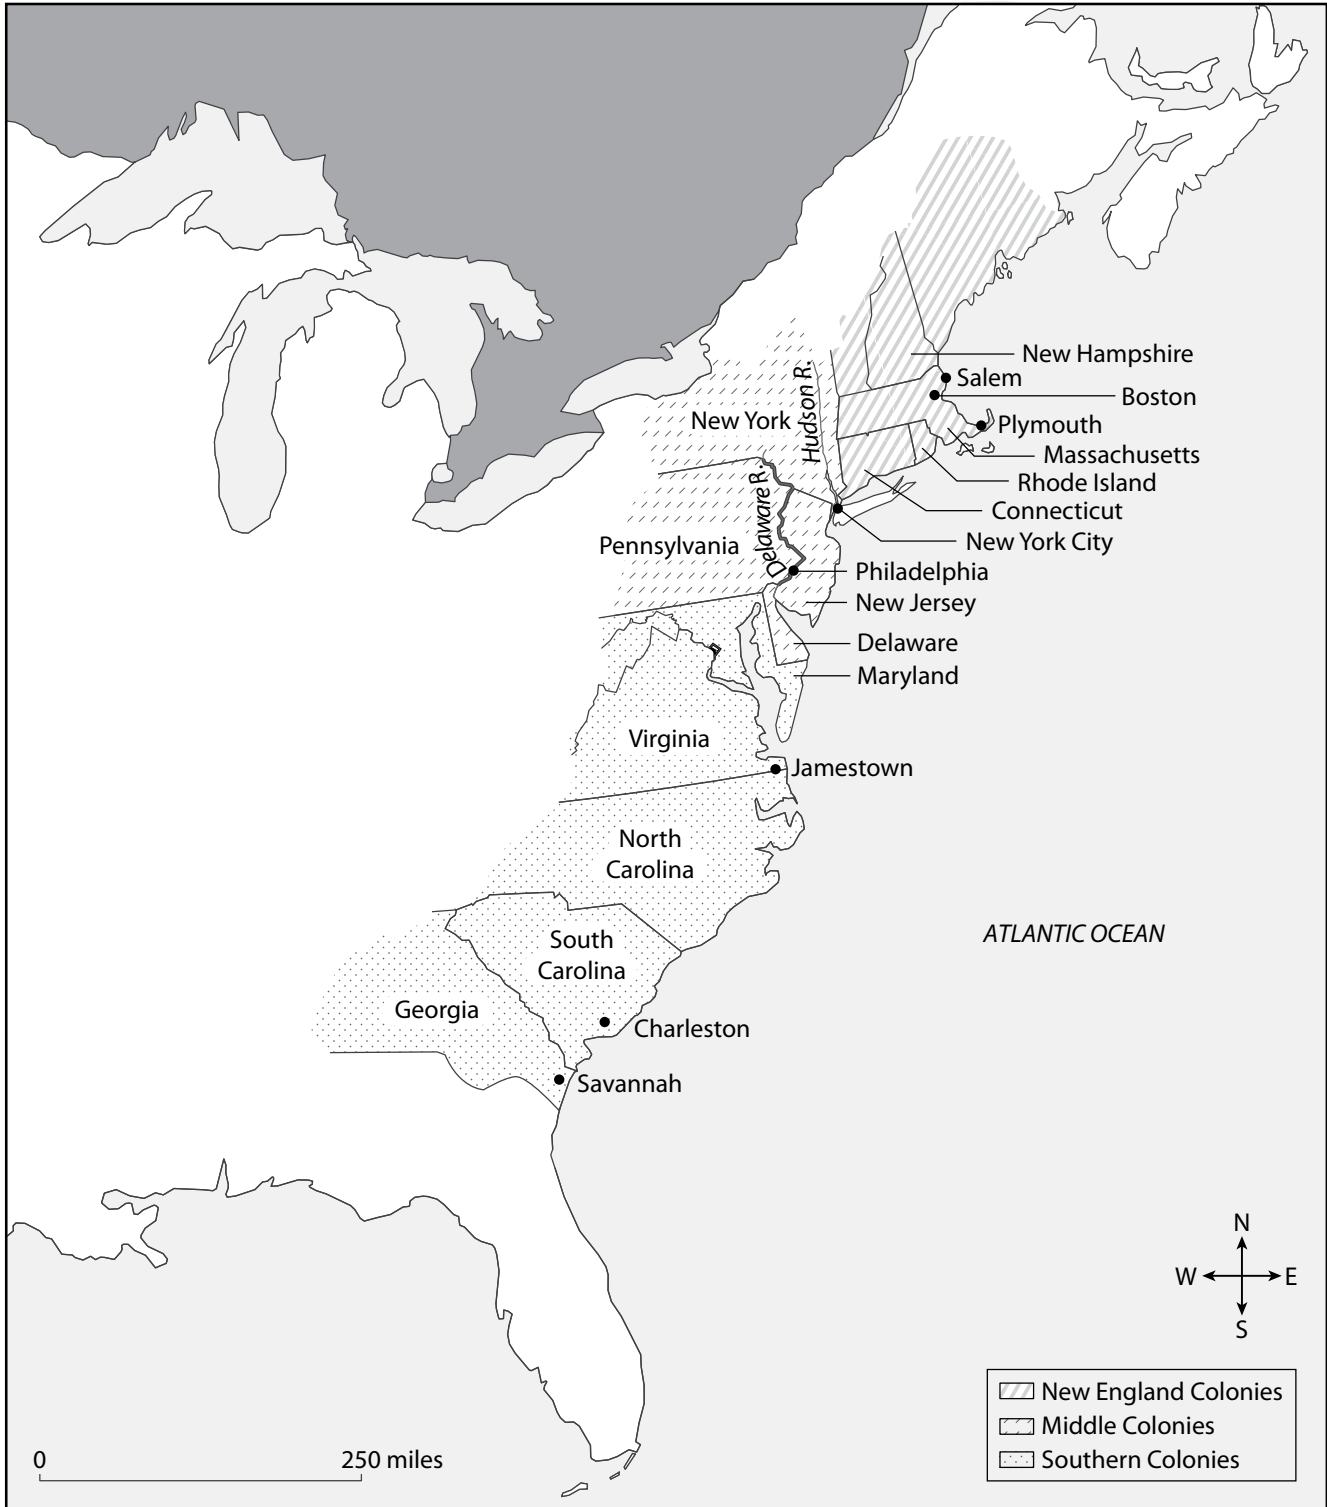 New Hampshire
Salem
Boston
Hudson R.
New York
Plymouth
Massachusetts
Rhode Island
Delaware R.
Connecticut
New York City
Pennsylvania
Philadelphia
New Jersey
Delaware
Maryland
Virginia
Jamestown
North
Carolina
ATLANTIC OCEAN
South
Carolina
Georgia
Charleston
Savannah
N
W E
S
New England Colonies
Middle Colonies
Southern Colonies
0 250 miles